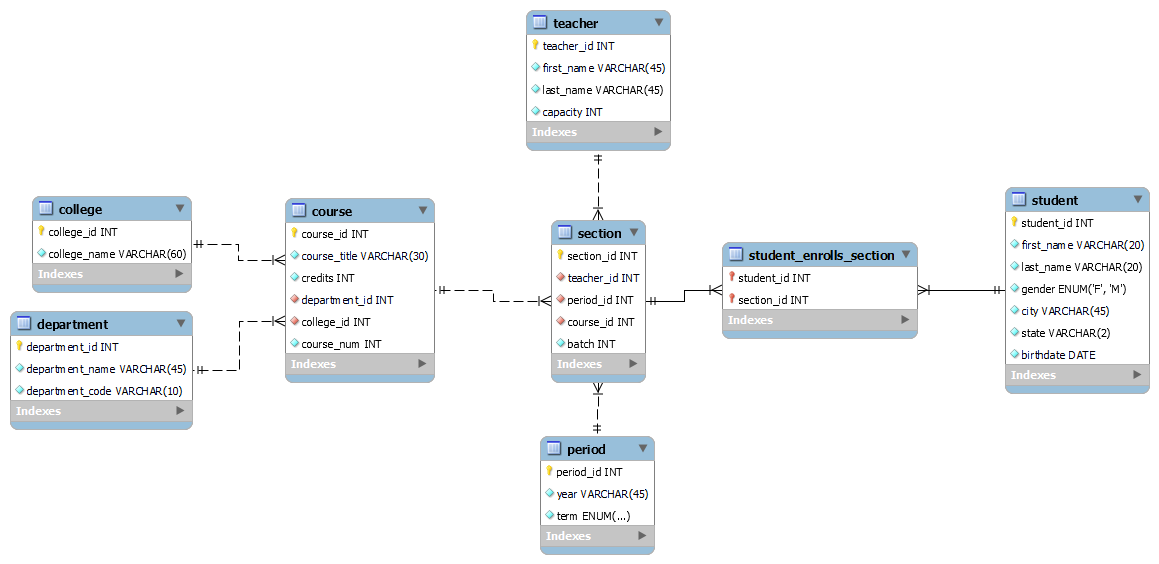 teacher
teacher_id INT
first_name VARCHAR(45)
last_name VARCHAR(45)
capacity INT
Indexes
college
college_id INT
college_name VARCHAR(60)
Indexes
department
department_id INT
department_name VARCHAR(45)
department_code VARCHAR(10)
Indexes
course
course_id INT
course_title VARCHAR(30)
credits INT
department_id INT
college_id INT
course_num INT
Indexes
section
section_id INT
teacher_id INT
period_id INT
course_id INT
batch INT
Indexes
student_enrolls_section
student_id INT
section_id INT
Indexes
student
student_id INT
first_name VARCHAR(20)
last_name VARCHAR(20)
gender ENUM('F', 'M')
city VARCHAR(45)
state VARCHAR(2)
birthdate DATE
Indexes
period
period_id INT
year VARCHAR(45)
term ENUM(...)
Indexes